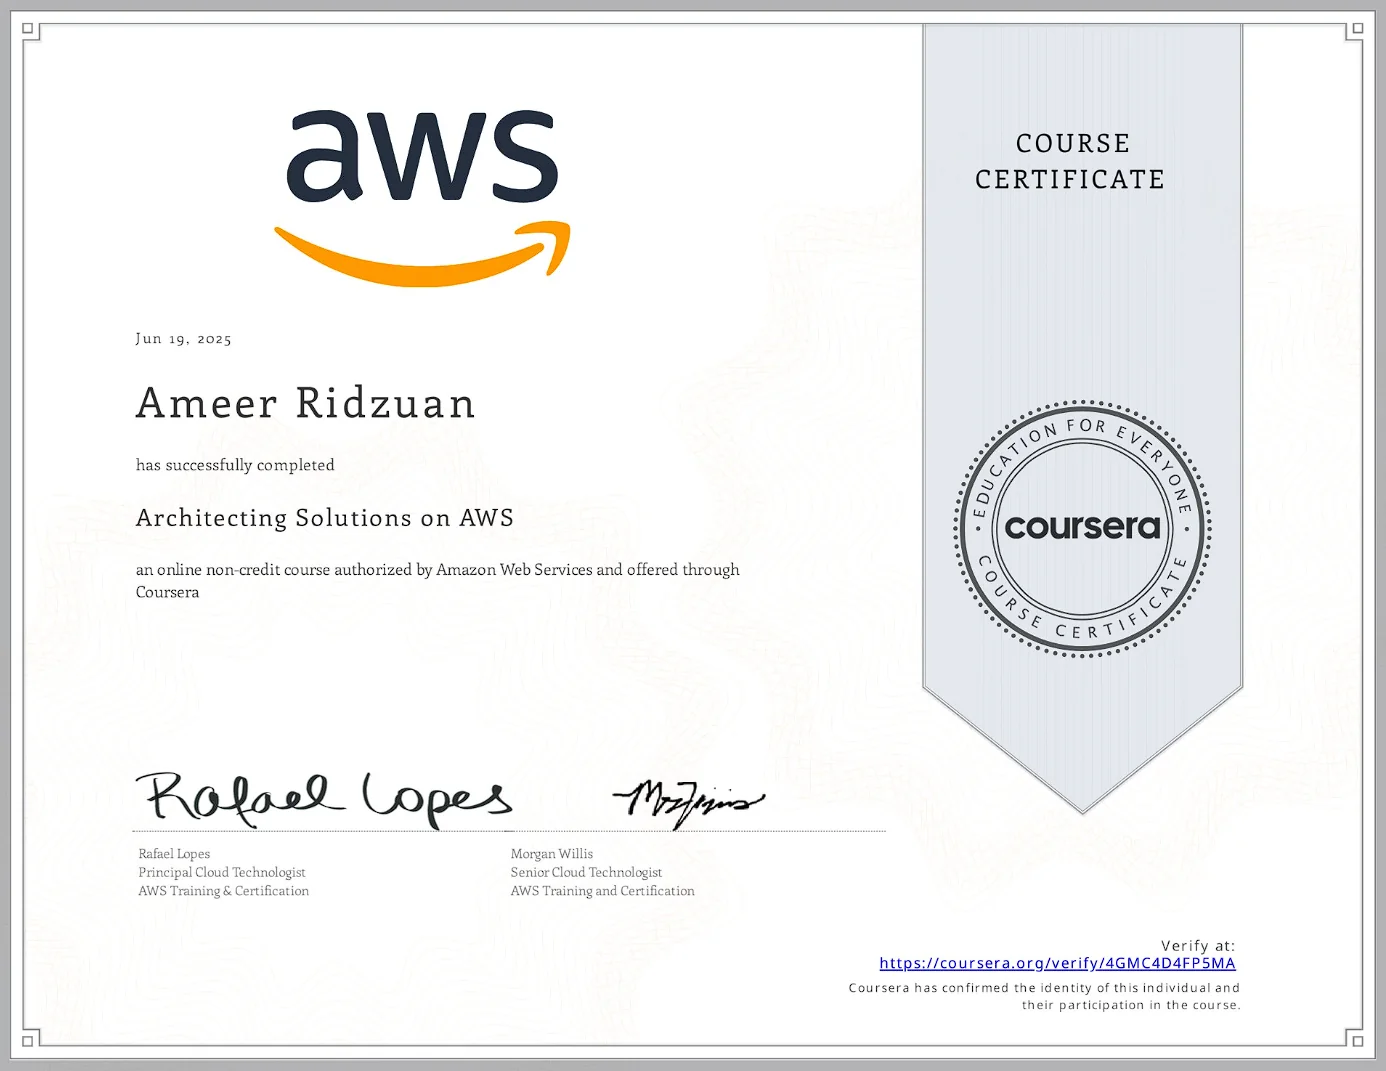 aws
COURSE
CERTIFICATE
Jun 19, 2025
Ameer Ridzuan
has successfully completed
Architecting Solutions on AWS
an online non-credit course authorized by Amazon Web Services and offered through
Coursera
EDUCATION FOR EVERYONE
coursera
COURSE CERTIFICATE
Rafael Lopes
Rafael Lopes
Principal Cloud Technologist
AWS Training & Certification
Morgan Willis
Senior Cloud Technologist
AWS Training and Certification
Verify at:
https://coursera.org/verify/4GMC4D4FP5MA
Coursera has confirmed the identity of this individual and
their participation in the course.